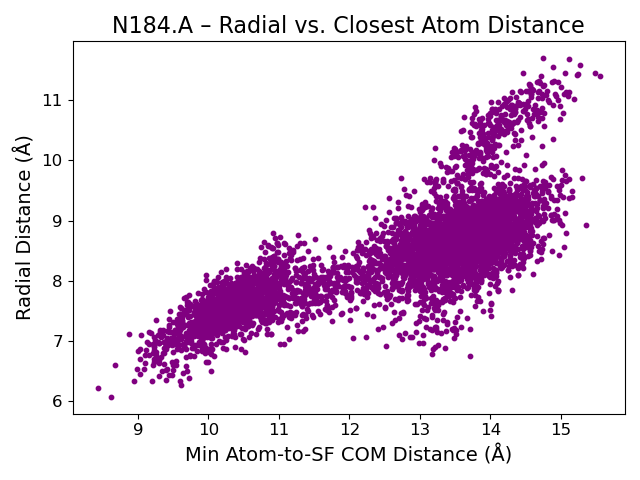 N184.A – Radial vs. Closest Atom Distance
Radial Distance (Å)
11
10
9
8
7
6
9 10 11 12 13 14 15
Min Atom-to-SF COM Distance (Å)